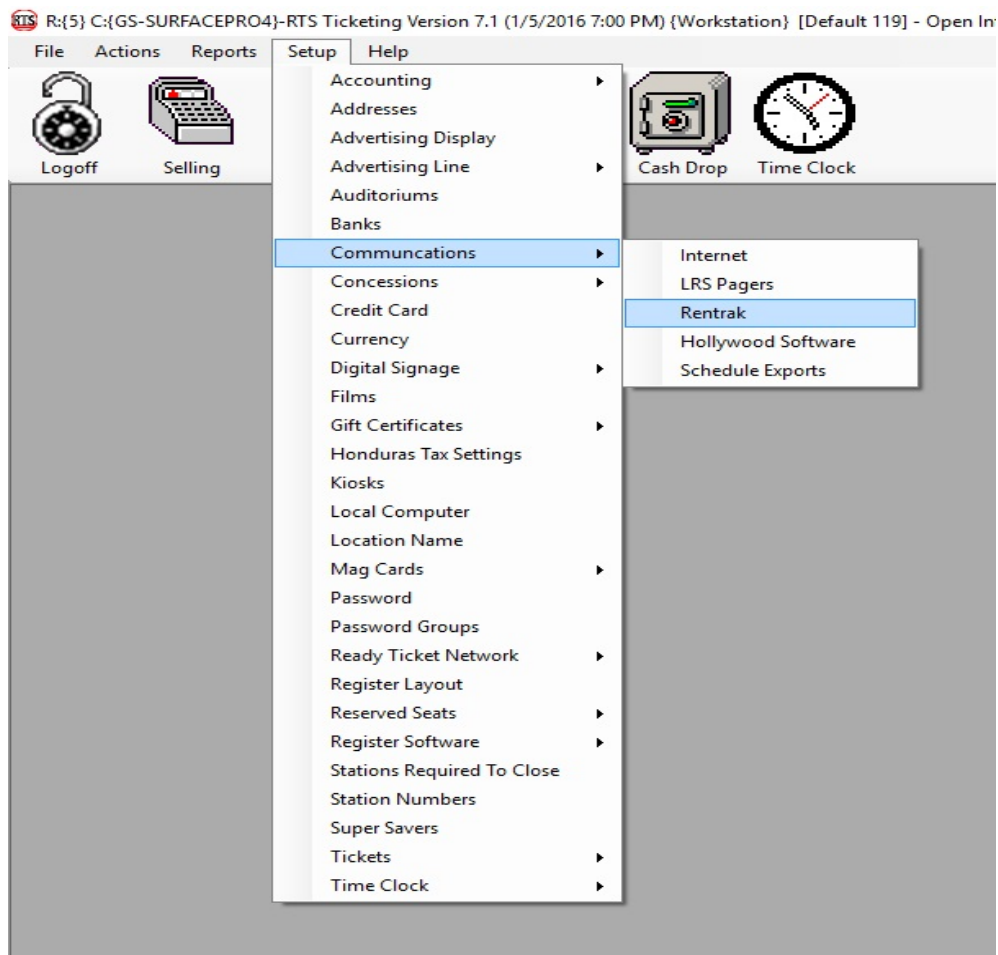 RTS R:{5} C:{GS-SURFACEPRO4}-RTS Ticketing Version 7.1 (1/5/2016 7:00 PM) {Workstation} [Default 119] - Open In
File Actions Reports Setup Help
Logoff Selling Cash Drop Time Clock
Accounting
Addresses
Advertising Display
Advertising Line
Auditoriums
Banks
Communcations
Concessions
Credit Card
Currency
Digital Signage
Films
Gift Certificates
Honduras Tax Settings
Kiosks
Local Computer
Location Name
Mag Cards
Password
Password Groups
Ready Ticket Network
Register Layout
Reserved Seats
Register Software
Stations Required To Close
Station Numbers
Super Savers
Tickets
Time Clock
Internet
LRS Pagers
Rentrak
Hollywood Software
Schedule Exports